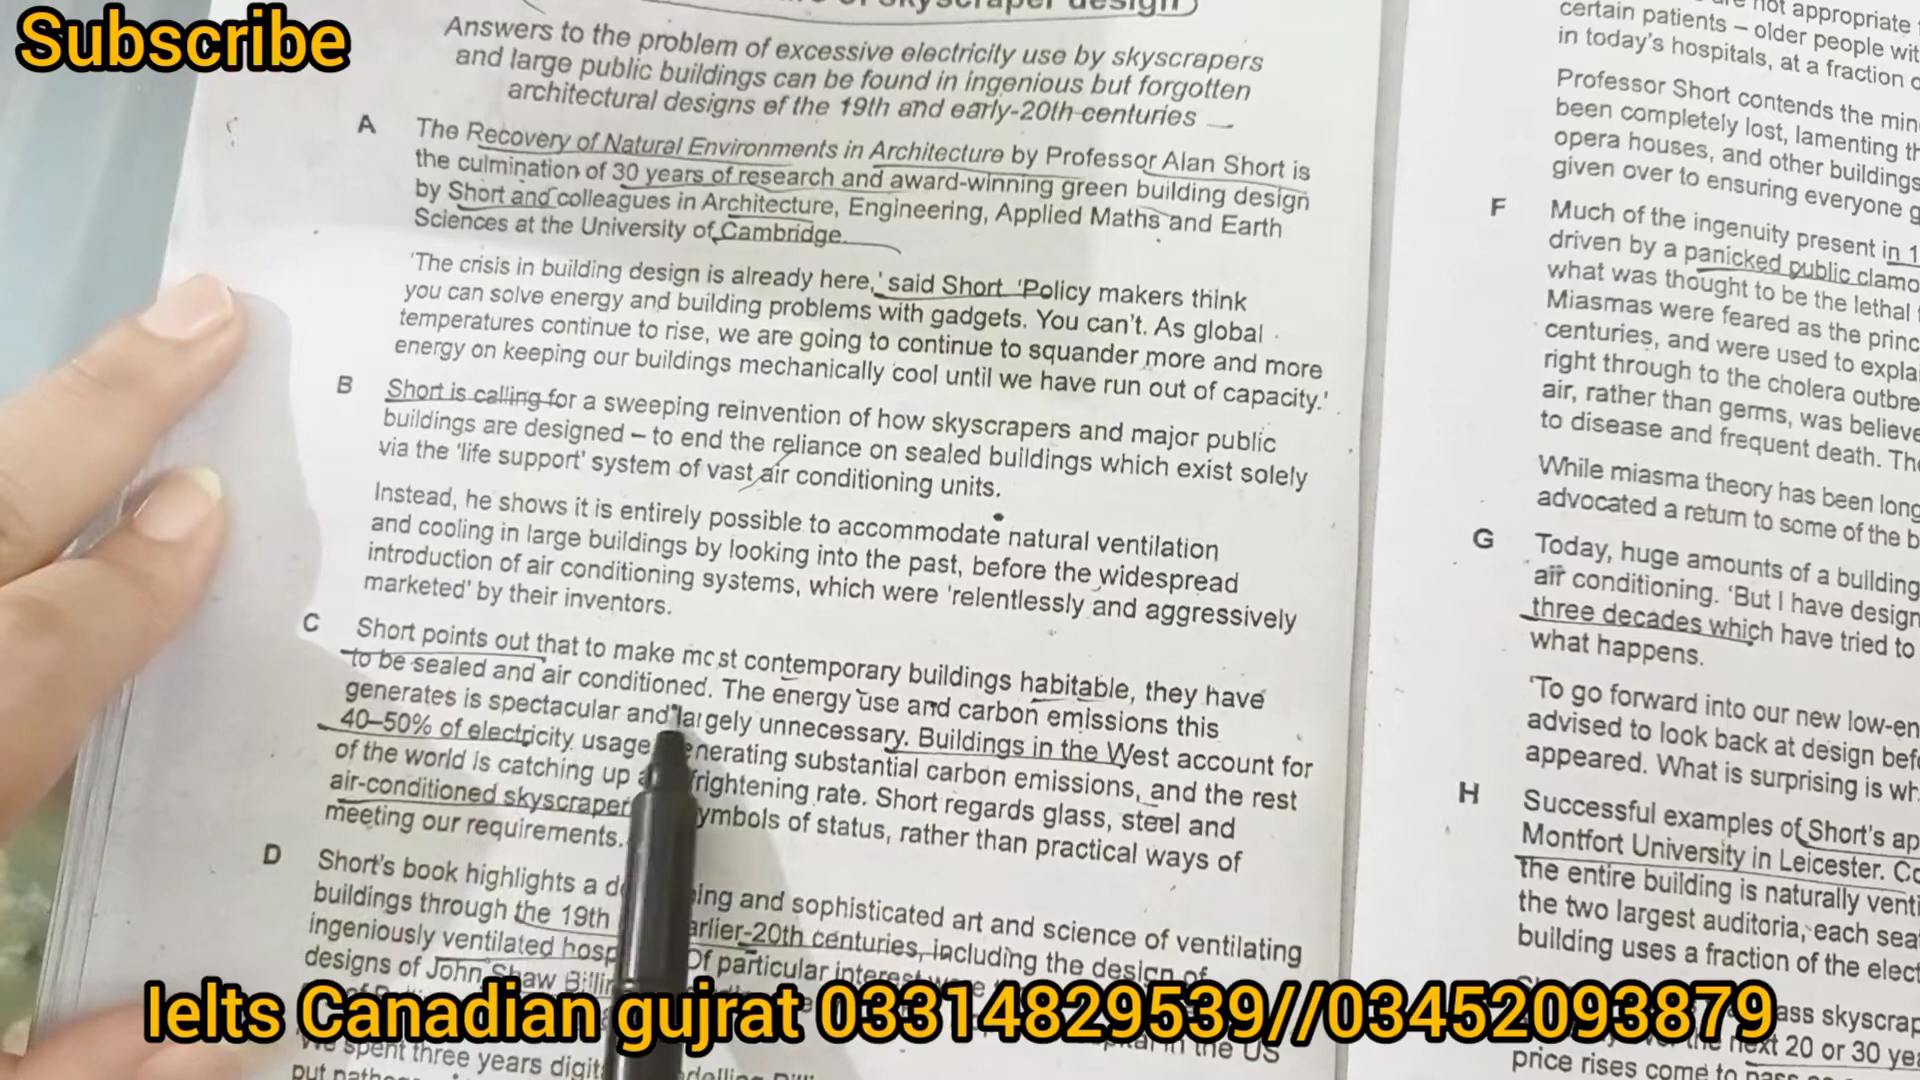 Subscribe
skyscraper design
Answers to the problem of excessive electricity use by skyscrapers
and large public buildings can be found in ingenious but forgotten
architectural designs of the 19th and early-20th centuries
A The Recovery of Natural Environments in Architecture by Professor Alan Short is
the culmination of 30 years of research and award-winning green building design
by Short and colleagues in Architecture, Engineering, Applied Maths and Earth
Sciences at the University of Cambridge.
'The crisis in building design is already here,' said Short. 'Policy makers think
you can solve energy and building problems with gadgets. You can't. As global
temperatures continue to rise, we are going to continue to squander more and more
energy on keeping our buildings mechanically cool until we have run out of capacity.'
B Short is calling for a sweeping reinvention of how skyscrapers and major public
buildings are designed – to end the reliance on sealed buildings which exist solely
via the 'life support' system of vast air conditioning units.
Instead, he shows it is entirely possible to accommodate natural ventilation
and cooling in large buildings by looking into the past, before the widespread
introduction of air conditioning systems, which were 'relentlessly and aggressively
marketed' by their inventors.
C Short points out that to make most contemporary buildings habitable, they have
to be sealed and air conditioned. The energy use and carbon emissions this
generates is spectacular and largely unnecessary. Buildings in the West account for
40–50% of electricity usage, generating substantial carbon emissions, and the rest
of the world is catching up frightening rate. Short regards glass, steel and
air-conditioned skyscrapers symbols of status, rather than practical ways of
meeting our requirements.
D Short's book highlights a and sophisticated art and science of ventilating
buildings through the 19th earlier-20th centuries, including the design of
ingeniously ventilated Of particular interest were
designs of John Shaw
in the US
spent three years
not appropriate
certain patients – older people
in today's hospitals, at a fraction
Professor Short contends the
been completely lost, lamenting
opera houses, and other buildings
given over to ensuring everyone
F Much of the ingenuity present in
driven by a panicked public
what was thought to be the lethal
Miasmas were feared as the
centuries, and were used to
right through to the cholera
air, rather than germs, was
to disease and frequent death.
While miasma theory has been long
advocated a return to some of the
G Today, huge amounts of a building
air conditioning. 'But I have
three decades which have tried to
what happens.
'To go forward into our new
advised to look back at design
appeared. What is surprising is
H Successful examples of Short's
Montfort University in Leicester.
the entire building is naturally
the two largest auditoria, each
building uses a fraction of the
the next 20 or 30
price rises come to
Ielts Canadian gujrat 03314829539//03452093879